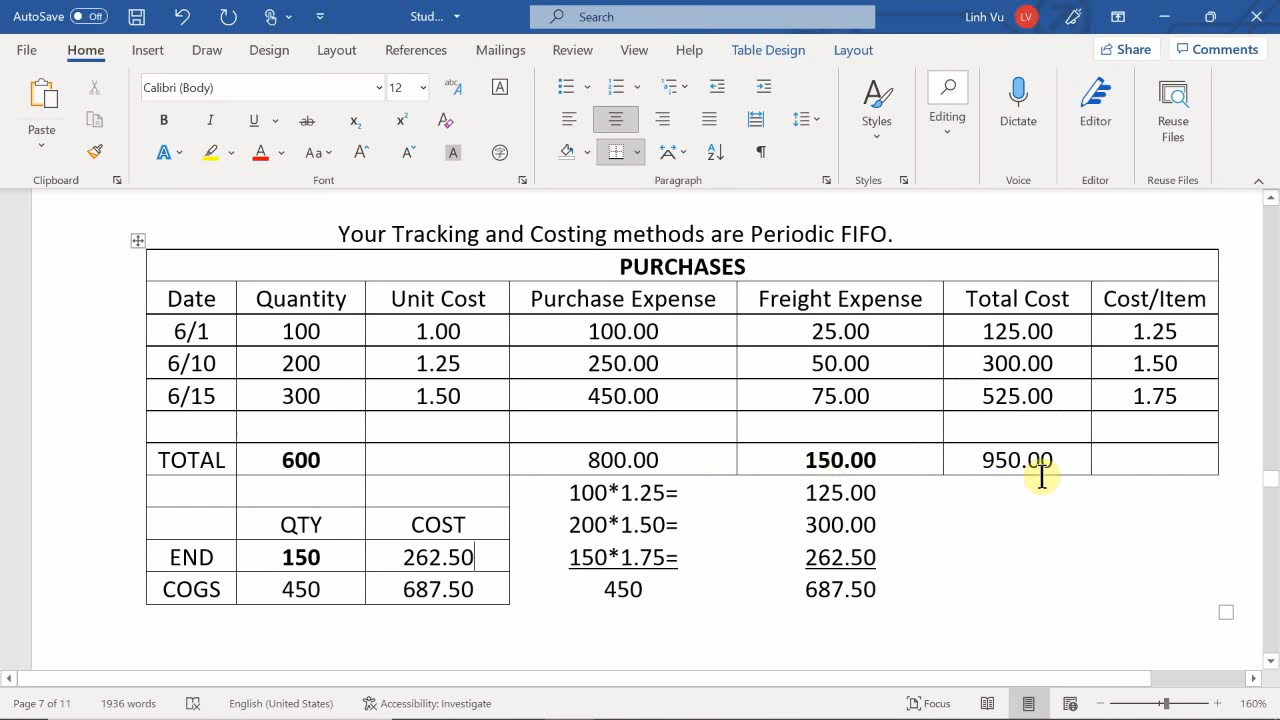 AutoSave Off Stud... Search Linh Vu LV
File Home Insert Draw Design Layout References Mailings Review View Help Table Design Layout Share Comments
Paste Calibri (Body) 12 Styles Editing Dictate Editor Reuse Files
Clipboard Font Paragraph Styles Voice Editor Reuse Files
Your Tracking and Costing methods are Periodic FIFO.
PURCHASES
Date Quantity Unit Cost Purchase Expense Freight Expense Total Cost Cost/Item
6/1 100 1.00 100.00 25.00 125.00 1.25
6/10 200 1.25 250.00 50.00 300.00 1.50
6/15 300 1.50 450.00 75.00 525.00 1.75
TOTAL 600 800.00 150.00 950.00
100*1.25= 125.00
QTY COST 200*1.50= 300.00
END 150 262.50 150*1.75= 262.50
COGS 450 687.50 450 687.50
Page 7 of 11 1936 words English (United States) Accessibility: Investigate Focus 160%